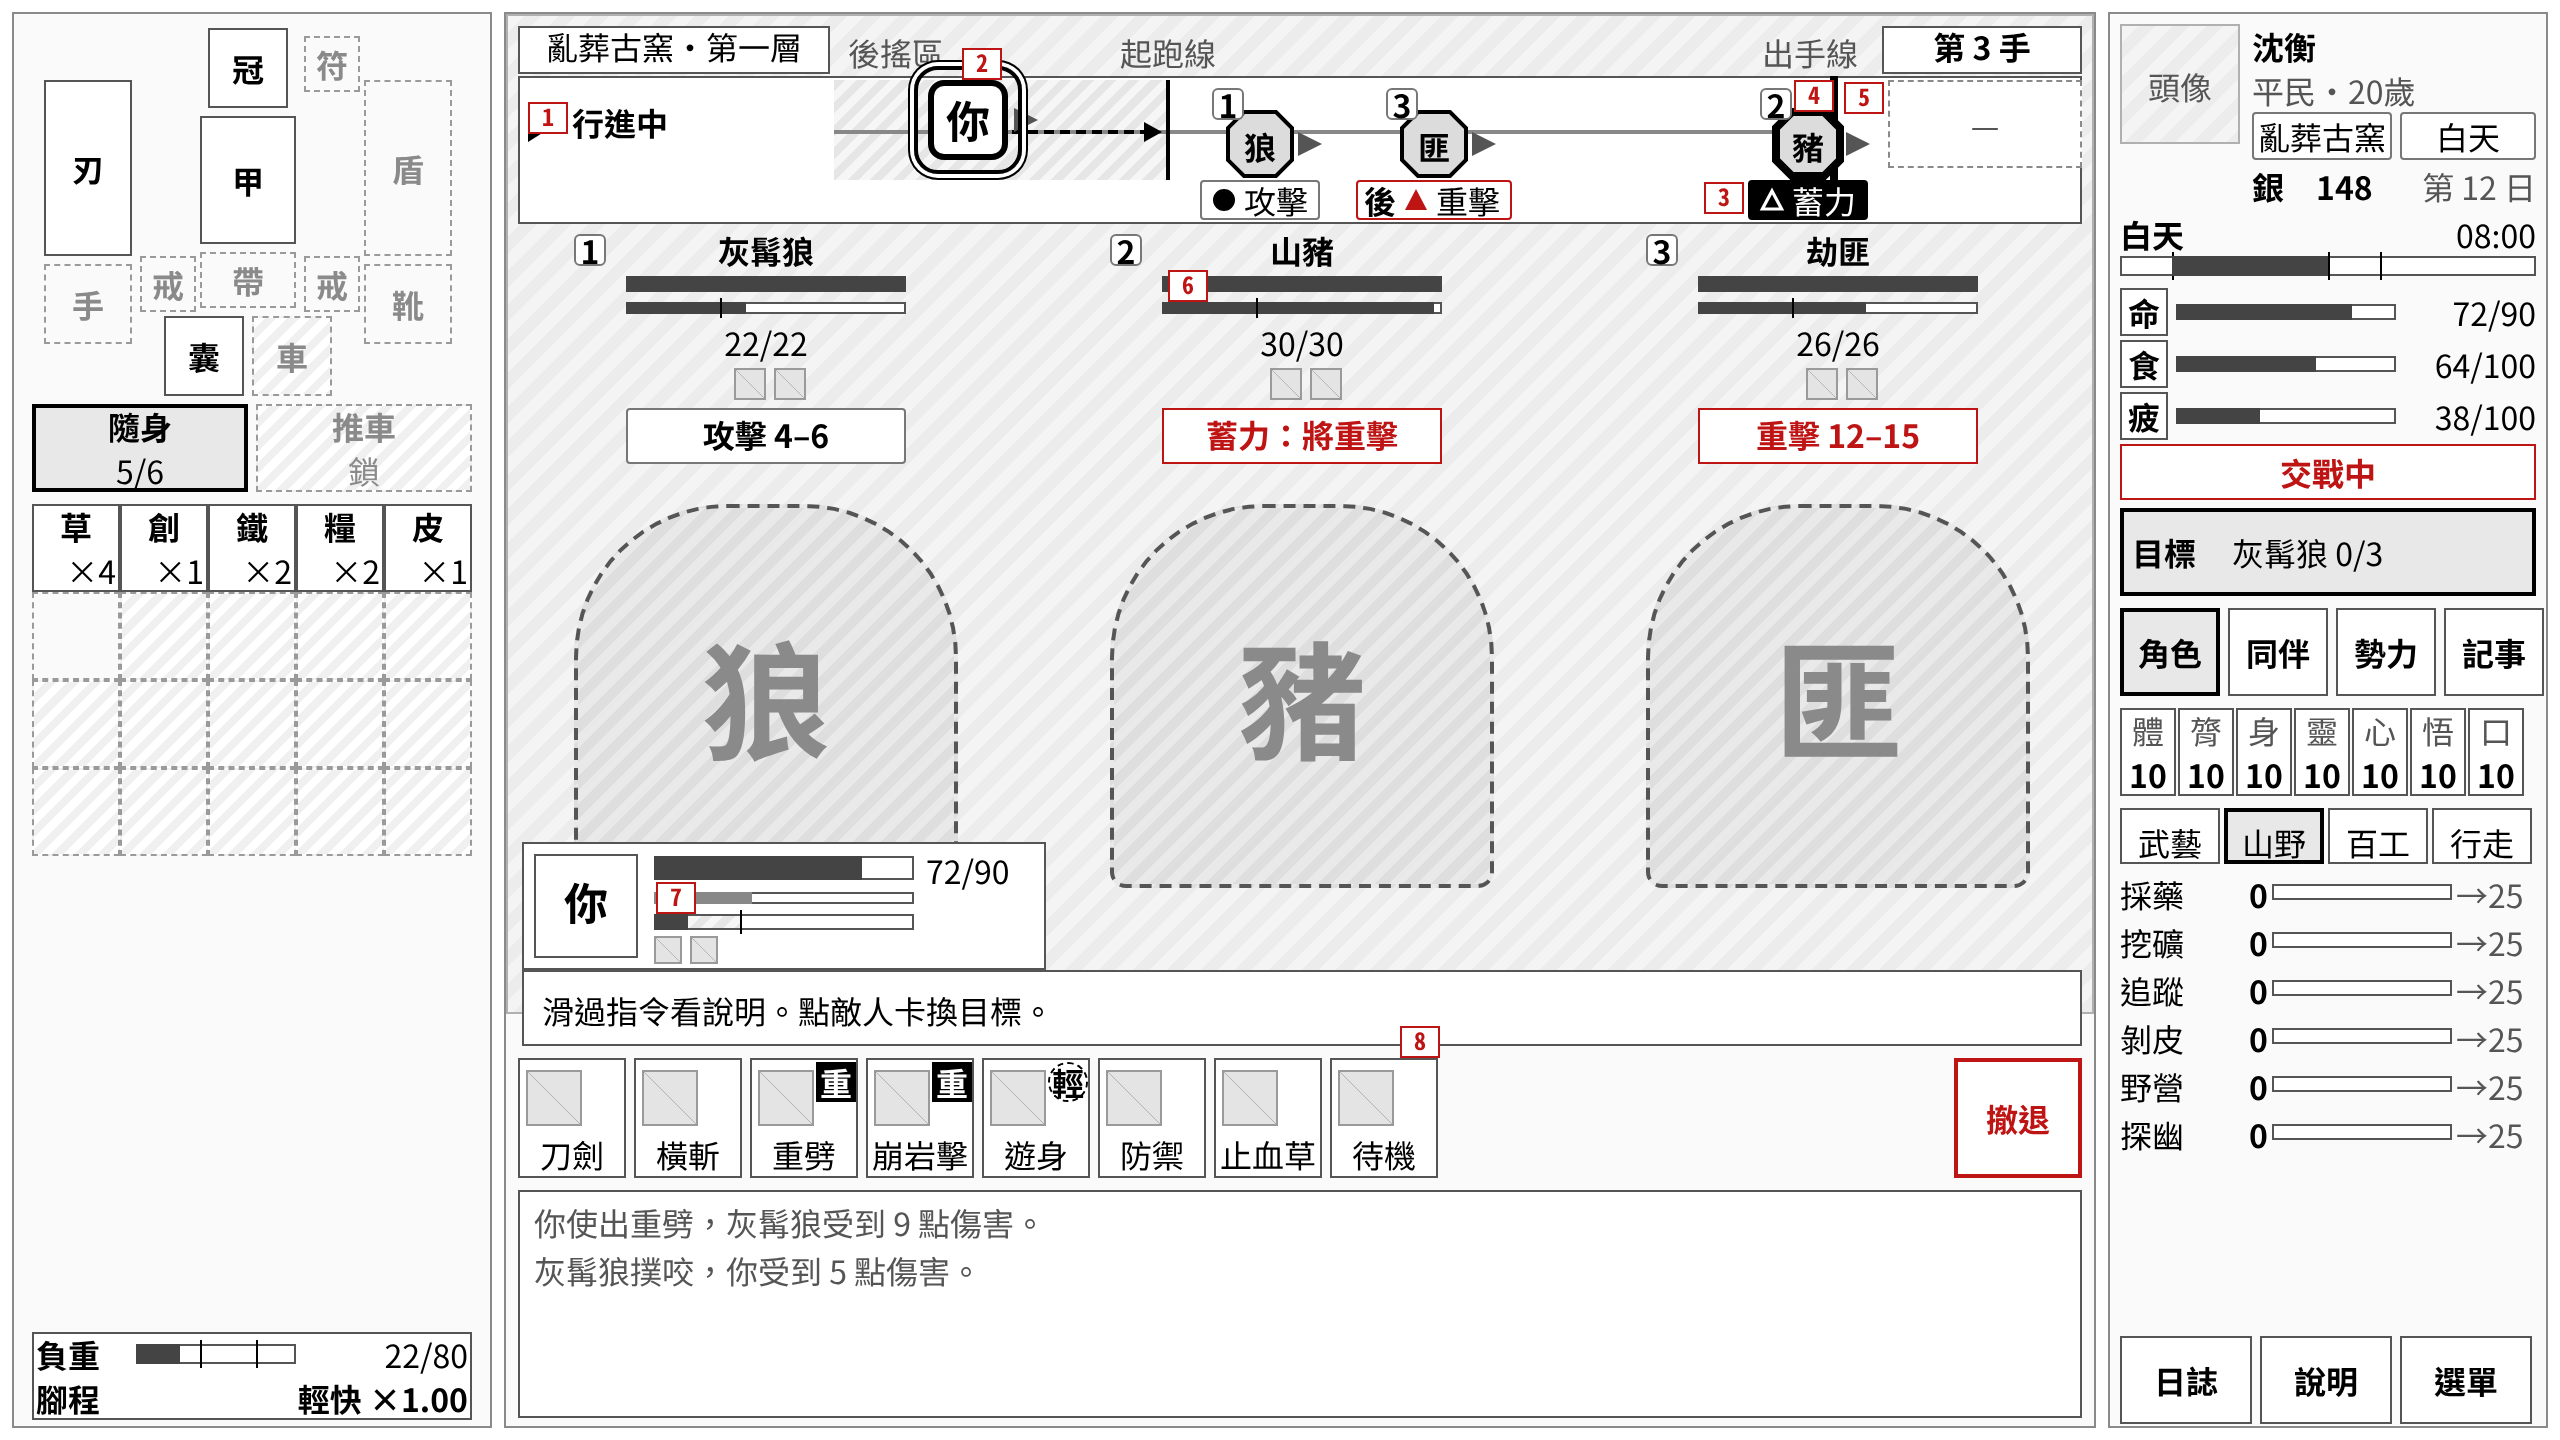 冠
符
刃
甲
盾
手
戒
帶
戒
靴
囊
車
隨身
5/6
推車
鎖
草
×4
創
×1
鐵
×2
糧
×2
皮
×1
負重
22/80
腳程
輕快 ×1.00
亂葬古窯・第一層
後搖區
起跑線
出手線
第 3 手
1
行進中
2
你
1
狼
攻擊
3
匪
後 ▲ 重擊
2
4
5
豬
3
△ 蓄力
—
1
灰髯狼
22/22
攻擊 4–6
狼
2
山豬
6
30/30
蓄力：將重擊
豬
3
劫匪
26/26
重擊 12–15
匪
你
72/90
7
滑過指令看說明。點敵人卡換目標。
8
刀劍
橫斬
重
重劈
重
崩岩擊
輕
遊身
防禦
止血草
待機
撤退
你使出重劈，灰髯狼受到 9 點傷害。
灰髯狼撲咬，你受到 5 點傷害。
頭像
沈衡
平民・20歲
亂葬古窯
白天
銀 148
第 12 日
白天
08:00
命
72/90
食
64/100
疲
38/100
交戰中
目標 灰髯狼 0/3
角色
同伴
勢力
記事
體
10
膂
10
身
10
靈
10
心
10
悟
10
口
10
武藝
山野
百工
行走
採藥 0 →25
挖礦 0 →25
追蹤 0 →25
剝皮 0 →25
野營 0 →25
探幽 0 →25
日誌
說明
選單